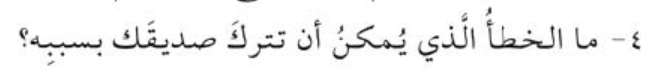 ٤- ما الخطأُ الَّذي يُمكنُ أن تتركَ صديقَك بسببِه؟